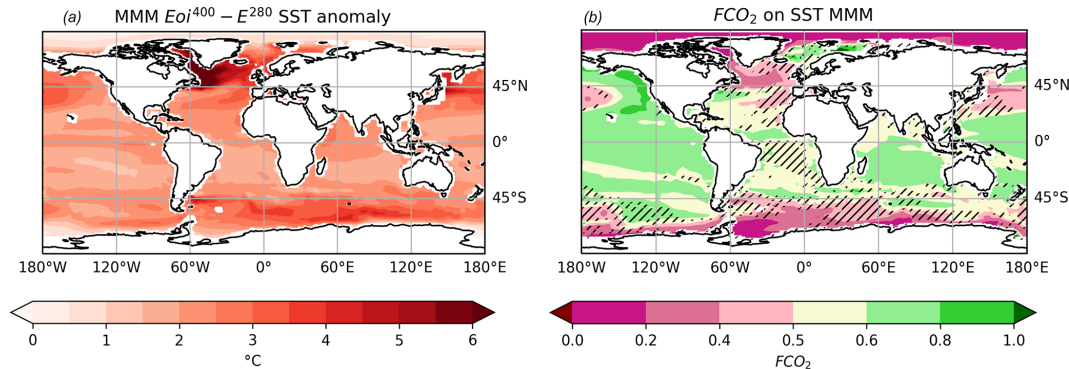 (a) MMM Eoi⁴⁰⁰ − E²⁸⁰ SST anomaly
45°N
0°
45°S
180°W 120°W 60°W 0° 60°E 120°E 180°E
0 1 2 3 4 5 6
°C
(b) FCO₂ on SST MMM
45°N
0°
45°S
180°W 120°W 60°W 0° 60°E 120°E 180°E
0.0 0.2 0.4 0.5 0.6 0.8 1.0
FCO₂